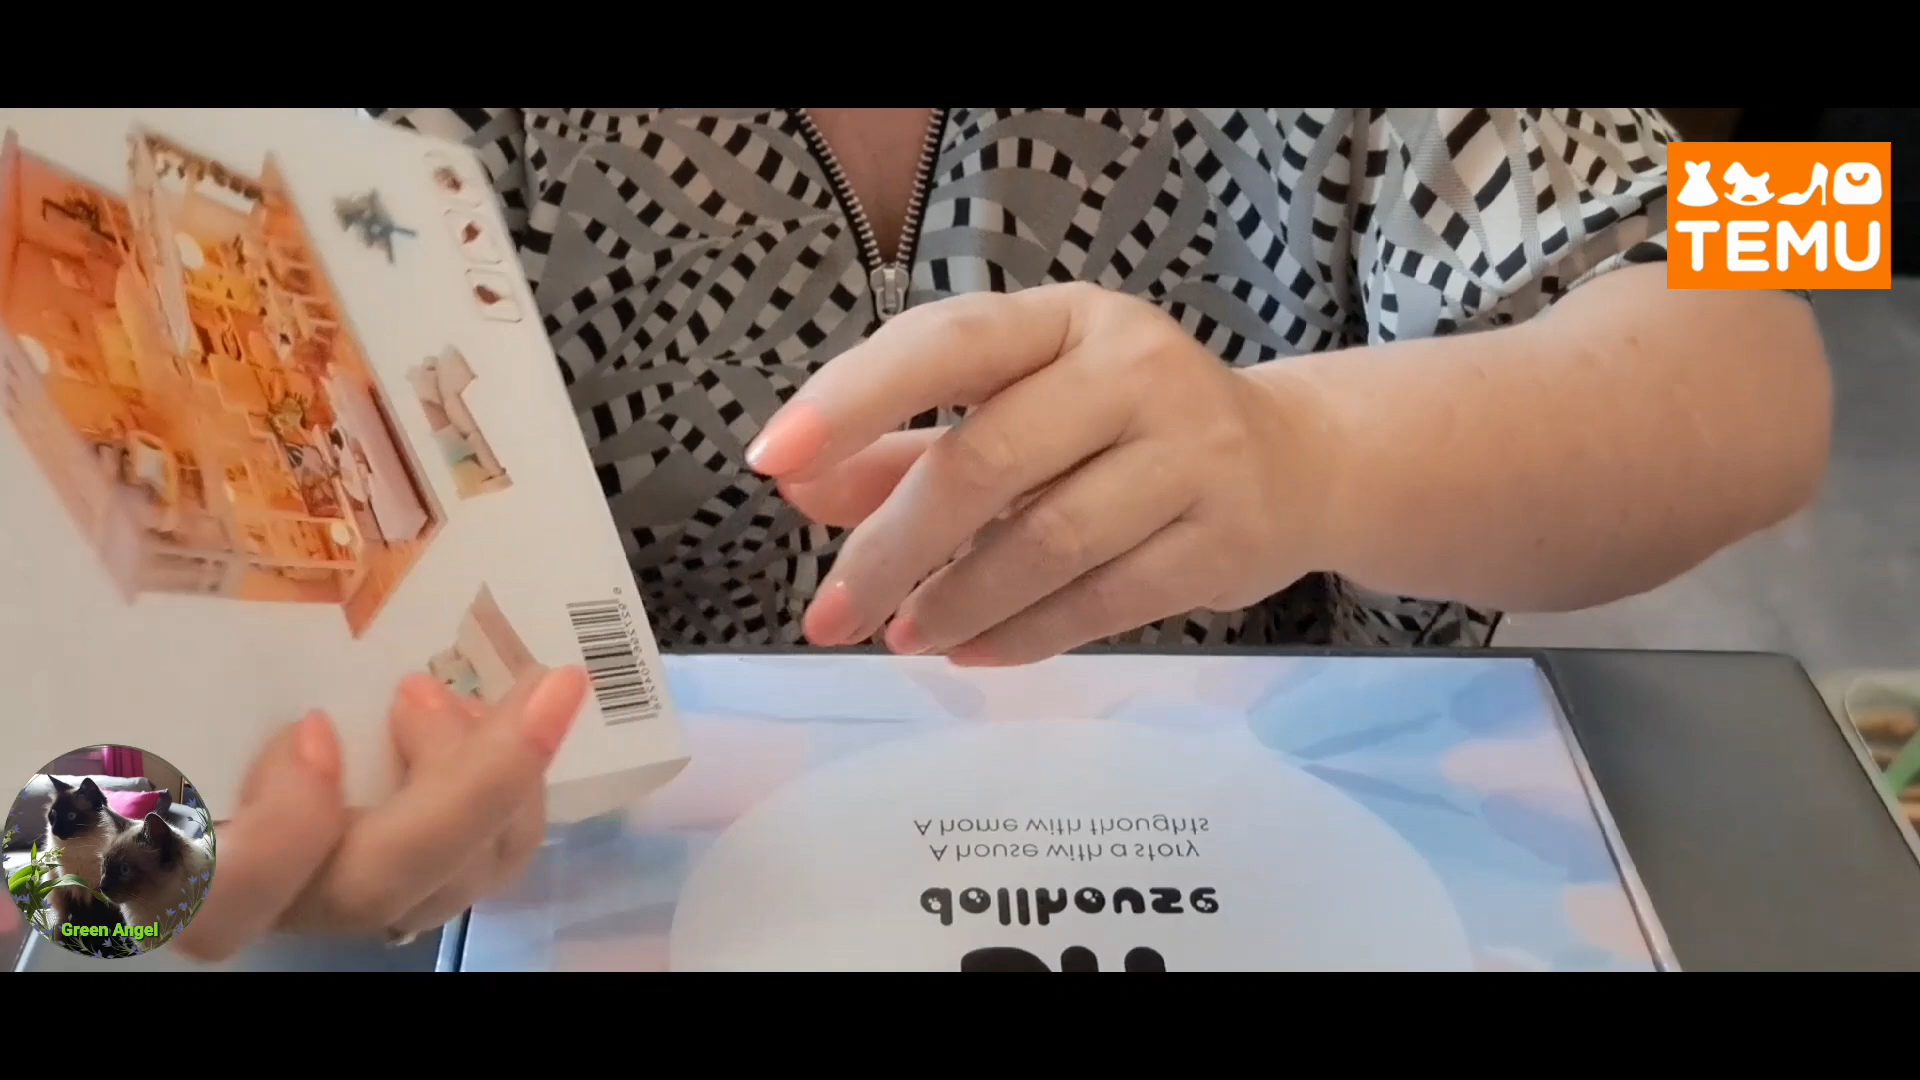 TEMU
A home with thoughts
A house with a story
dollhouse
Green Angel